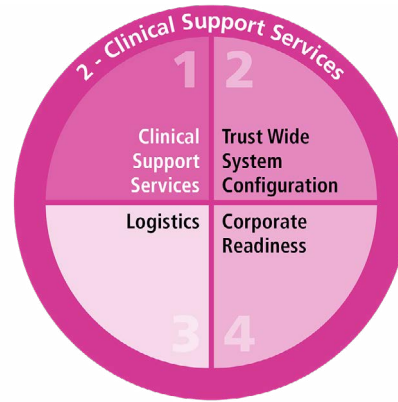 2 - Clinical Support Services
1
Clinical
Support
Services
2
Trust Wide
System
Configuration
Logistics
3
Corporate
Readiness
4